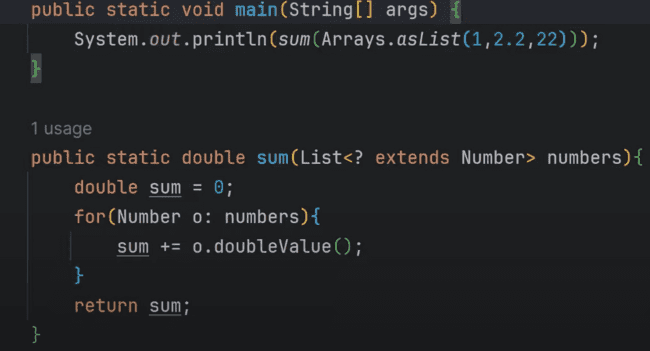 public static void main(String[] args) {
    System.out.println(sum(Arrays.asList(1,2.2,22)));
}
1 usage
public static double sum(List<? extends Number> numbers){
    double sum = 0;
    for(Number o: numbers){
        sum += o.doubleValue();
    }
    return sum;
}